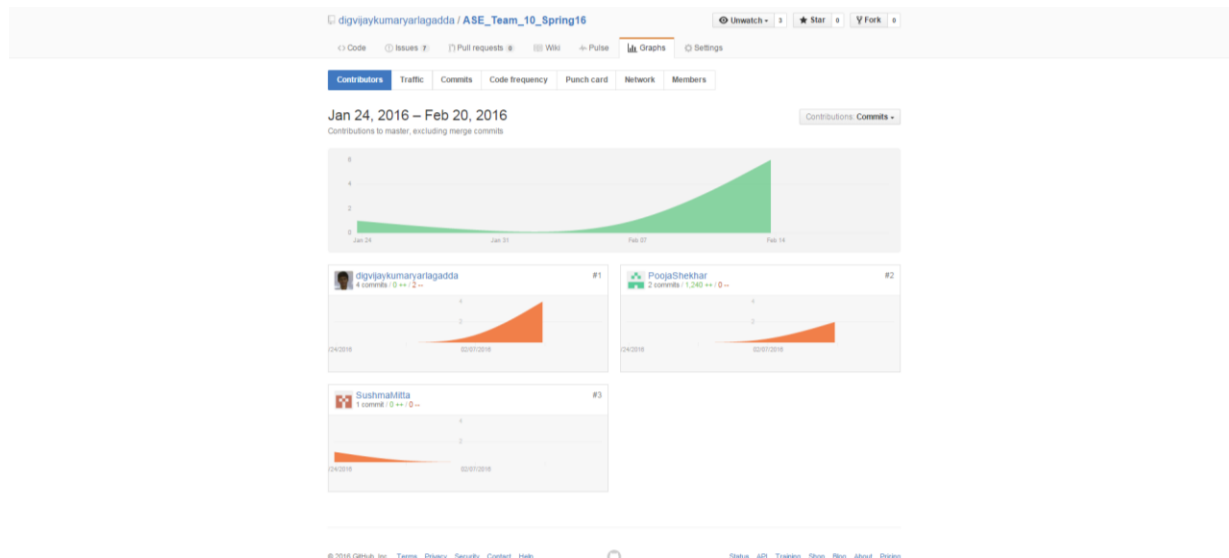 digvijaykumaryarlagadda / ASE_Team_10_Spring16
Unwatch 3 Star 0 Fork 0
Code Issues 7 Pull requests 0 Wiki Pulse Graphs Settings
Contributors Traffic Commits Code frequency Punch card Network Members
Jan 24, 2016 – Feb 20, 2016
Contributions: Commits
Contributions to master, excluding merge commits
6
4
2
0
Jan 24 Jan 31 Feb 07 Feb 14
digvijaykumaryarlagadda #1
4 commits / 0 ++ / 2 --
4
2
/24/2016 02/07/2016
PoojaShekhar #2
2 commits / 1,240 ++ / 0 --
4
2
/24/2016 02/07/2016
SushmaMitta #3
1 commit / 0 ++ / 0 --
4
2
/24/2016 02/07/2016
© 2016 GitHub, Inc. Terms Privacy Security Contact Help
Status API Training Shop Blog About Pricing